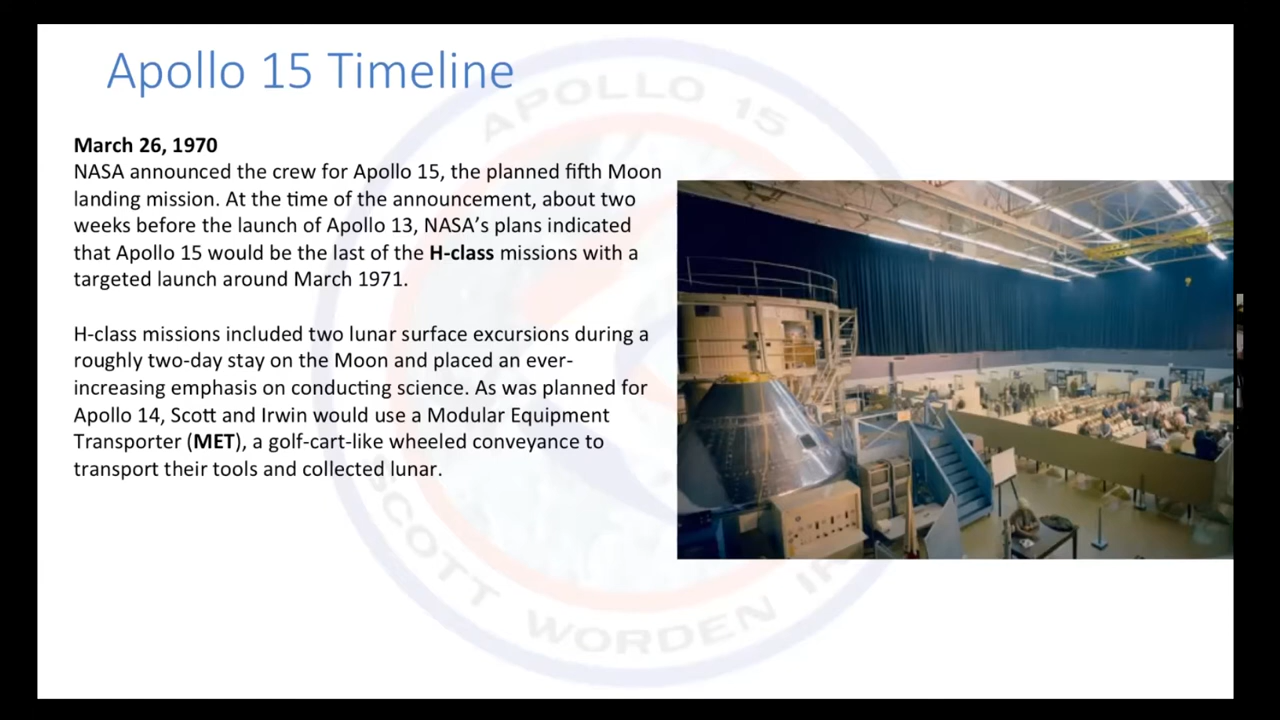 Apollo 15 Timeline
March 26, 1970
NASA announced the crew for Apollo 15, the planned fifth Moon
landing mission. At the time of the announcement, about two
weeks before the launch of Apollo 13, NASA’s plans indicated
that Apollo 15 would be the last of the H-class missions with a
targeted launch around March 1971.
H-class missions included two lunar surface excursions during a
roughly two-day stay on the Moon and placed an ever-
increasing emphasis on conducting science. As was planned for
Apollo 14, Scott and Irwin would use a Modular Equipment
Transporter (MET), a golf-cart-like wheeled conveyance to
transport their tools and collected lunar.
APOLLO 15
SCOTT WORDEN IR